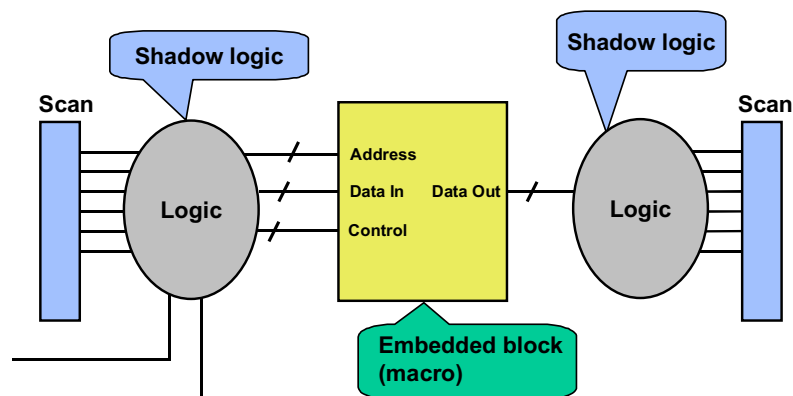 Shadow logic
Shadow logic
Scan
Scan
Address
Logic
Data In
Data Out
Logic
Control
Embedded block
(macro)